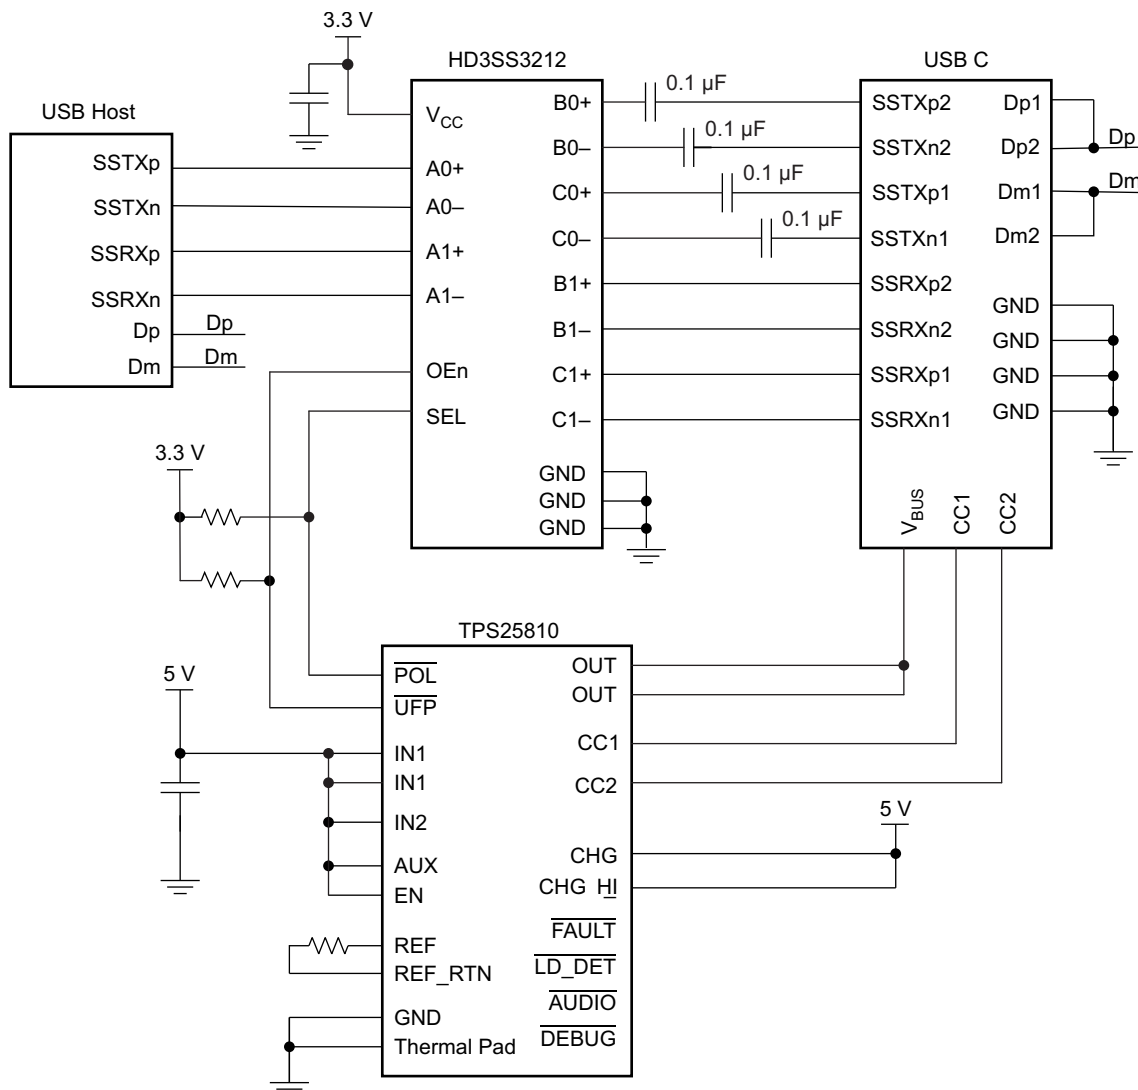 3.3 V
HD3SS3212
USB C
USB Host
VCC
B0+
0.1 µF
SSTXp2
Dp1
SSTXp
A0+
B0–
0.1 µF
SSTXn2
Dp2
Dp
SSTXn
A0–
C0+
0.1 µF
SSTXp1
Dm1
Dm
SSRXp
A1+
C0–
0.1 µF
SSTXn1
Dm2
SSRXn
A1–
B1+
SSRXp2
GND
Dp
Dp
B1–
SSRXn2
GND
Dm
Dm
OEn
C1+
SSRXp1
GND
SEL
C1–
SSRXn1
GND
3.3 V
GND
GND
GND
VBUS
CC1
CC2
TPS25810
5 V
POL
OUT
UFP
OUT
IN1
CC1
IN1
CC2
IN2
5 V
AUX
CHG
EN
CHG HI
FAULT
REF
LD_DET
REF_RTN
AUDIO
GND
DEBUG
Thermal Pad